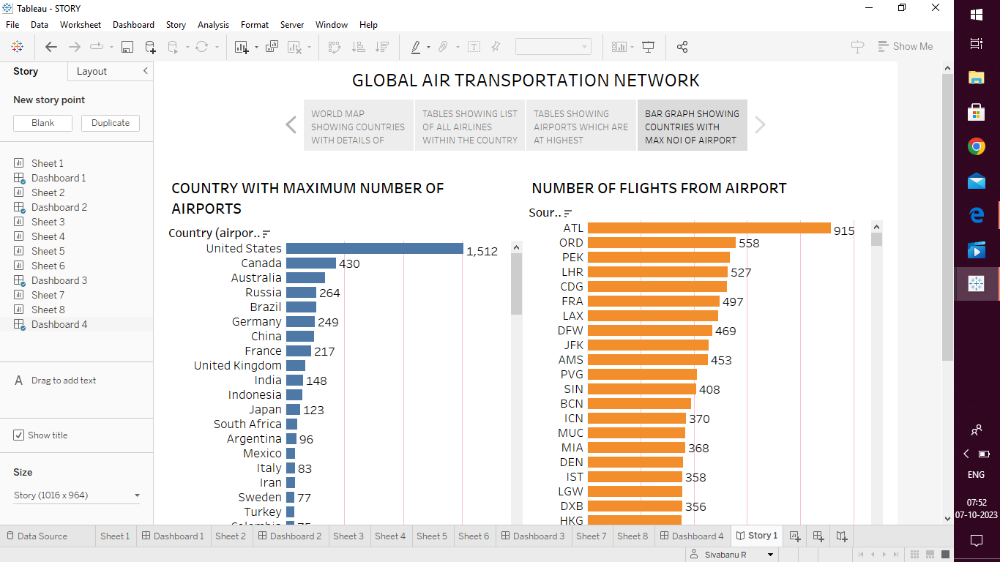 Tableau - STORY
File Data Worksheet Dashboard Story Analysis Format Server Window Help
Show Me
Story Layout
New story point
Blank Duplicate
Sheet 1
Dashboard 1
Sheet 2
Dashboard 2
Sheet 3
Sheet 4
Sheet 5
Sheet 6
Dashboard 3
Sheet 7
Sheet 8
Dashboard 4
A Drag to add text
Show title
Size
Story (1016 x 964)
GLOBAL AIR TRANSPORTATION NETWORK
WORLD MAP
SHOWING COUNTRIES
WITH DETAILS OF
TABLES SHOWING LIST
OF ALL AIRLINES
WITHIN THE COUNTRY
TABLES SHOWING
AIRPORTS WHICH ARE
AT HIGHEST
BAR GRAPH SHOWING
COUNTRIES WITH
MAX NOI OF AIRPORT
COUNTRY WITH MAXIMUM NUMBER OF
AIRPORTS
Country (airpor..
United States 1,512
Canada 430
Australia
Russia 264
Brazil
Germany 249
China
France 217
United Kingdom
India 148
Indonesia
Japan 123
South Africa
Argentina 96
Mexico
Italy 83
Iran
Sweden 77
Turkey
Colombia 75
NUMBER OF FLIGHTS FROM AIRPORT
Sour..
ATL 915
ORD 558
PEK
LHR 527
CDG
FRA 497
LAX
DFW 469
JFK
AMS 453
PVG
SIN 408
BCN
ICN 370
MUC
MIA 368
DEN
IST 358
LGW
DXB 356
HKG
Data Source Sheet 1 Dashboard 1 Sheet 2 Dashboard 2 Sheet 3 Sheet 4 Sheet 5 Sheet 6 Dashboard 3 Sheet 7 Sheet 8 Dashboard 4 Story 1
Sivabanu R
ENG
07:52
07-10-2023